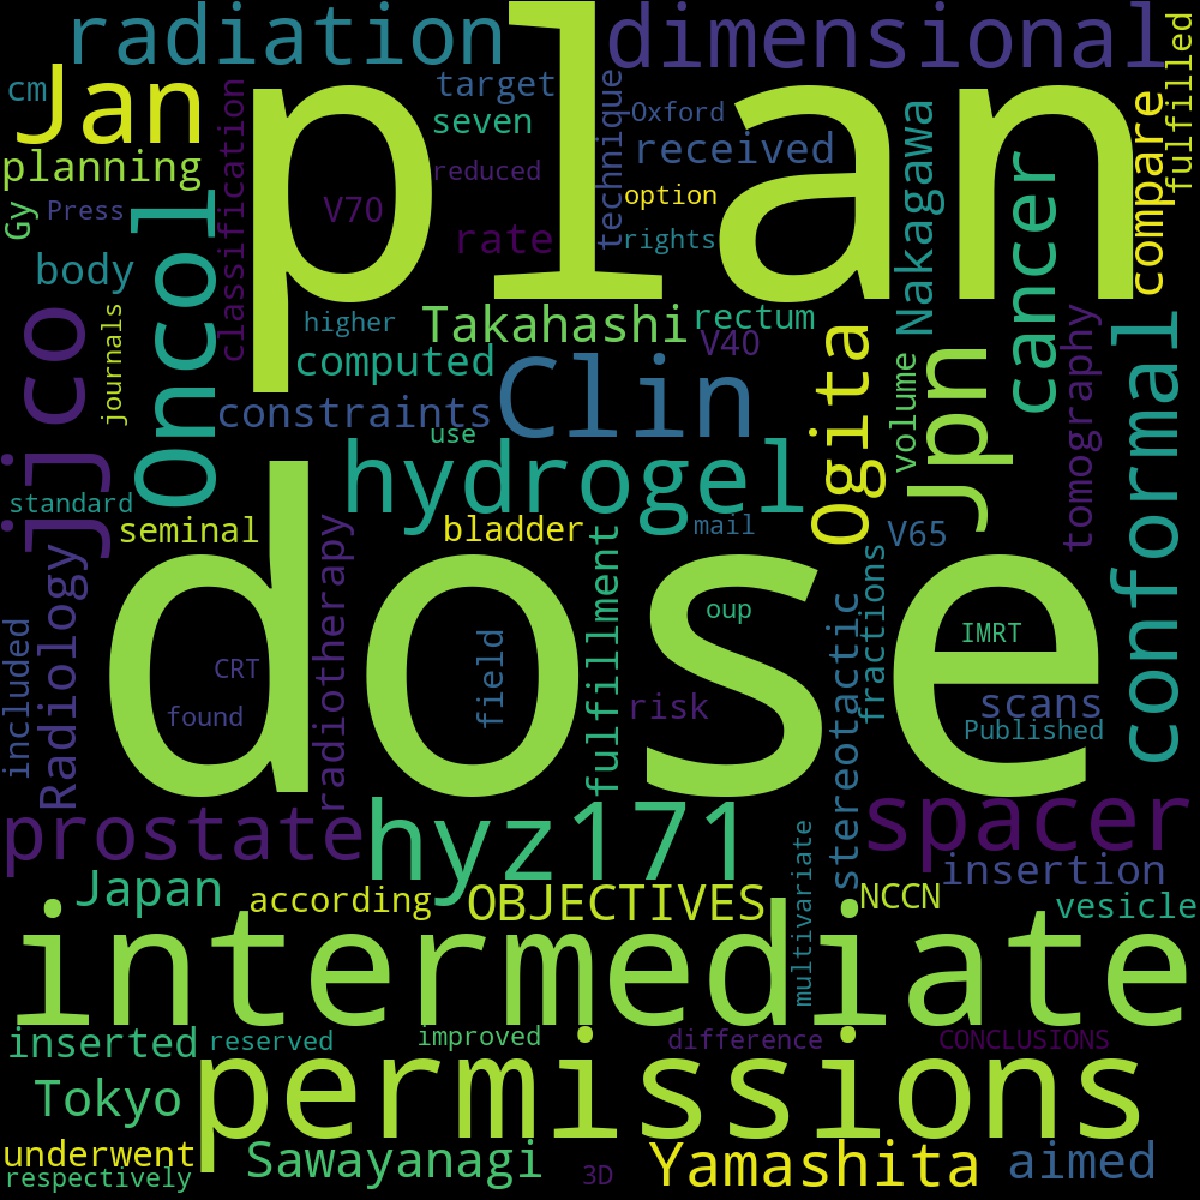 radiation
dimensional
plan
fulfilled
Jan
cm
target
seven
classification
technique
Oxford
received
Nakagawa
compare
planning
reduced
option
cancer
Gy
Press
V70
rate
rights
Oncol
body
journals
higher
Takahashi
rectum
V40
computed
Clin
Ogita
volume
Jpn
tomography
conformal
jjco
constraints
use
hydrogel
standard
seminal
bladder
mail
V65
dose
Radiology
radiotherapy
fulfillment
fractions
stereotactic
included
CRT
found
field
oup
risk
IMRT
scans
Published
prostate
hyz171
spacer
multivariate
insertion
Japan
according
OBJECTIVES
NCCN
vesicle
intermediate
inserted
reserved
improved
difference
CONCLUSIONS
permissions
Tokyo
underwent
respectively
Sawayanagi
3D
Yamashita
aimed